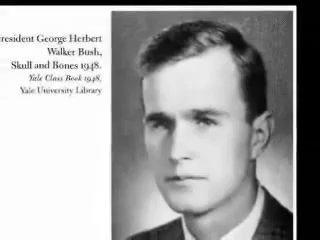 resident George Herbert
Walker Bush,
Skull and Bones 1948.
Yale Class Book 1948,
Yale University Library